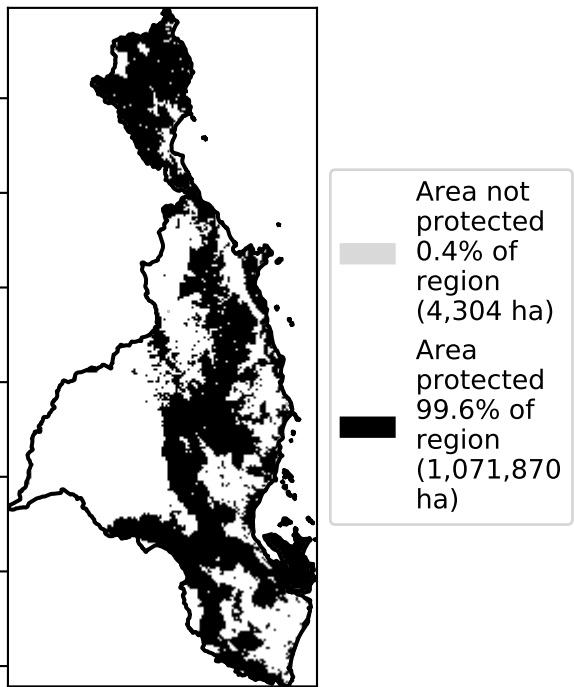 Area not
protected
0.4% of
region
(4,304 ha)
Area
protected
99.6% of
region
(1,071,870
ha)